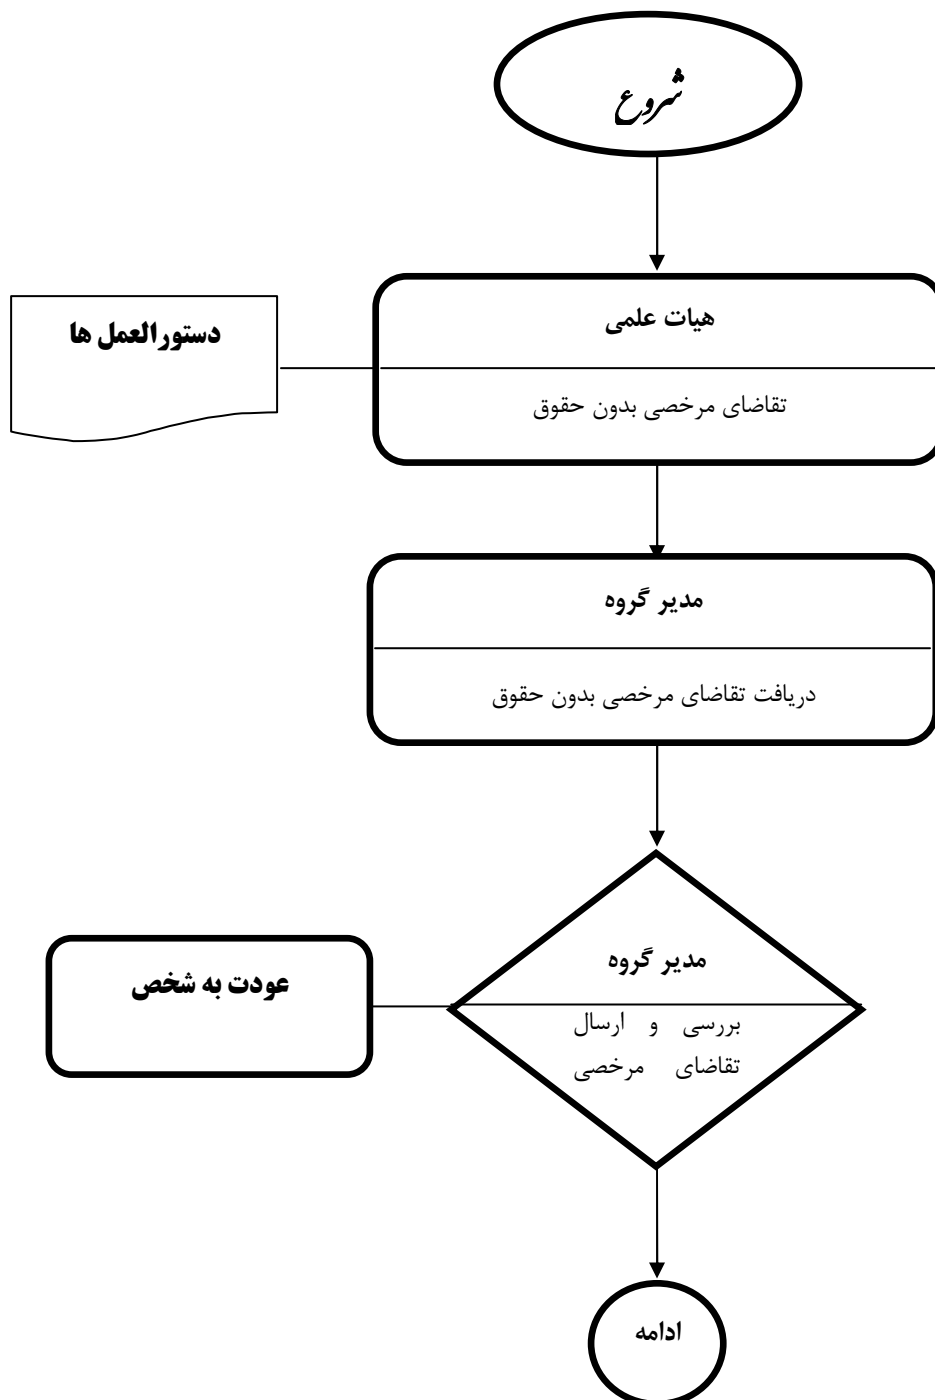 شروع
هیات علمی
دستورالعمل ها
تقاضای مرخصی بدون حقوق
مدیر گروه
دریافت تقاضای مرخصی بدون حقوق
مدیر گروه
عودت به شخص
بررسی و ارسال
تقاضای مرخصی
ادامه